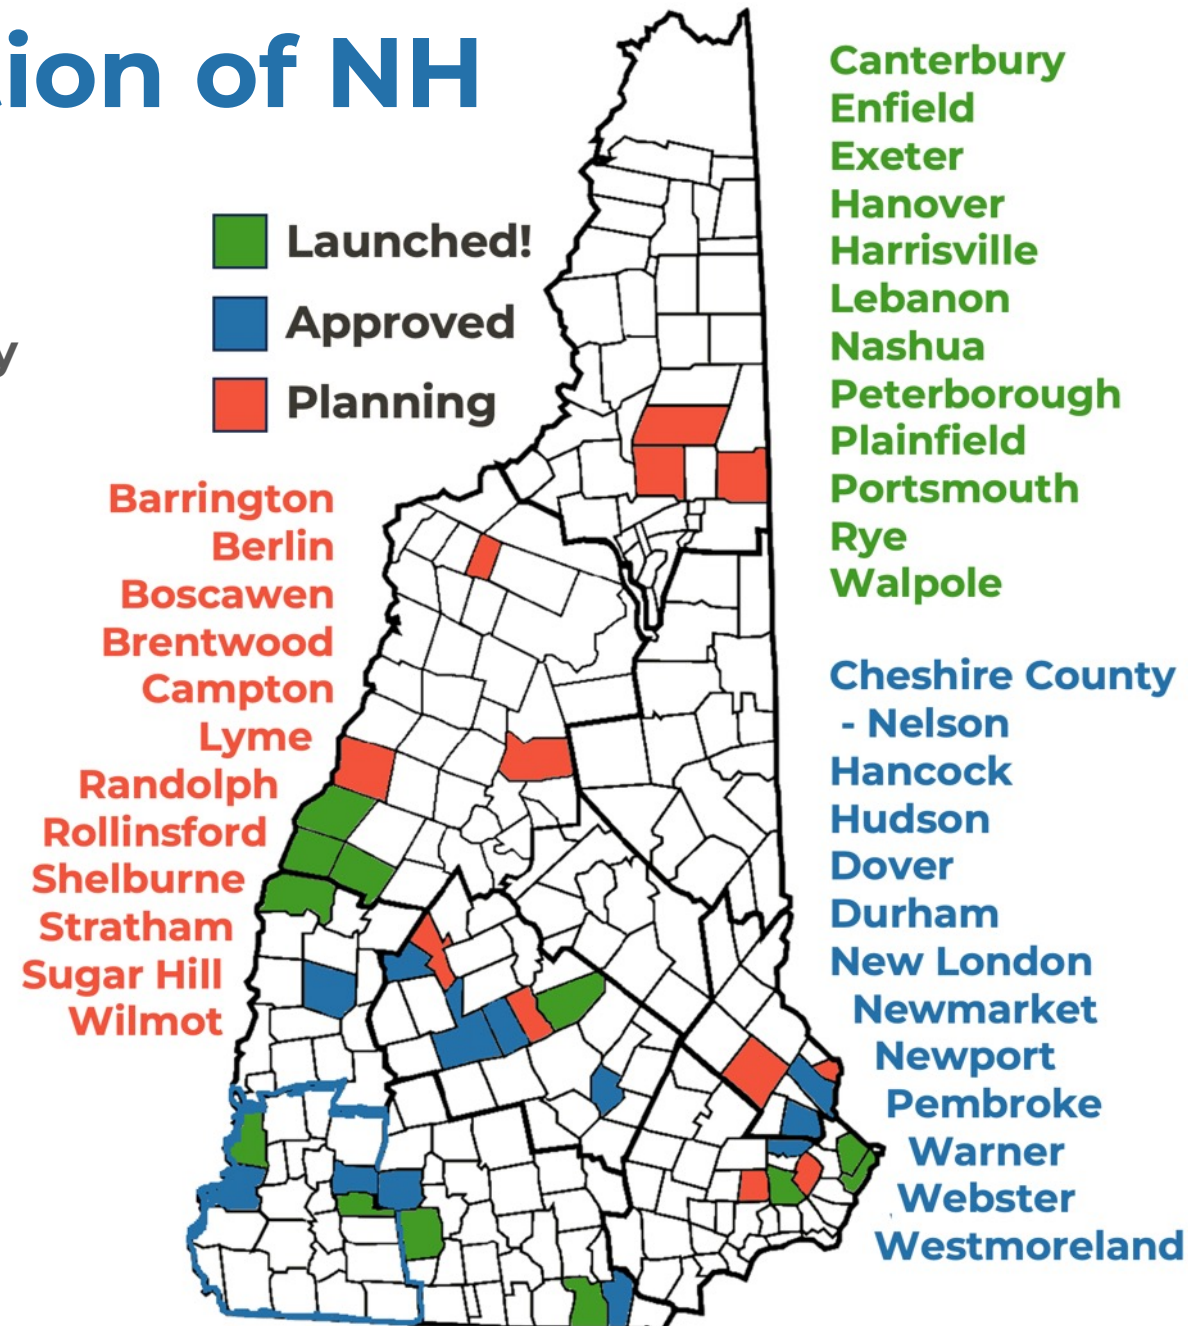 tion of NH
y
Launched!
Approved
Planning
Barrington
Berlin
Boscawen
Brentwood
Campton
Lyme
Randolph
Rollinsford
Shelburne
Stratham
Sugar Hill
Wilmot
Canterbury
Enfield
Exeter
Hanover
Harrisville
Lebanon
Nashua
Peterborough
Plainfield
Portsmouth
Rye
Walpole
Cheshire County
- Nelson
Hancock
Hudson
Dover
Durham
New London
Newmarket
Newport
Pembroke
Warner
Webster
Westmoreland